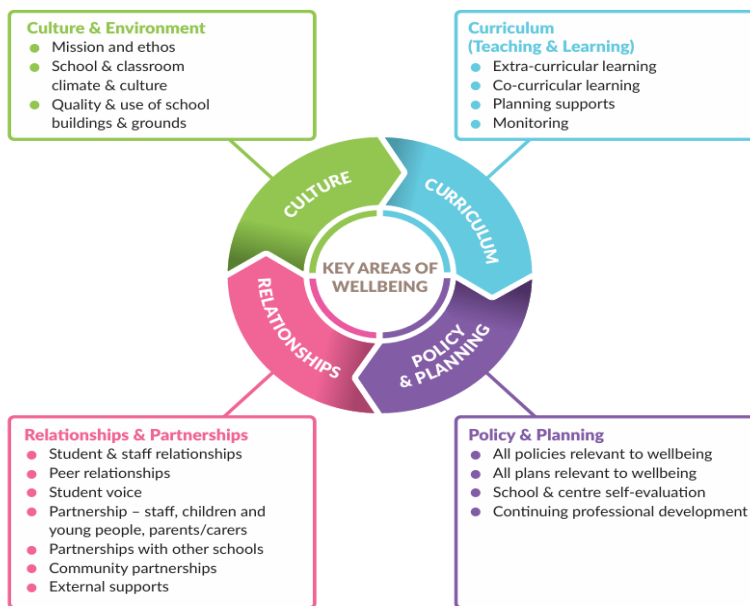 Culture & Environment
Mission and ethos
School & classroom
climate & culture
Quality & use of school
buildings & grounds
Curriculum
(Teaching & Learning)
Extra-curricular learning
Co-curricular learning
Planning supports
Monitoring
CULTURE
CURRICULUM
KEY AREAS OF
WELLBEING
RELATIONSHIPS
POLICY
& PLANNING
Relationships & Partnerships
Student & staff relationships
Peer relationships
Student voice
Partnership – staff, children and
young people, parents/carers
Partnerships with other schools
Community partnerships
External supports
Policy & Planning
All policies relevant to wellbeing
All plans relevant to wellbeing
School & centre self-evaluation
Continuing professional development